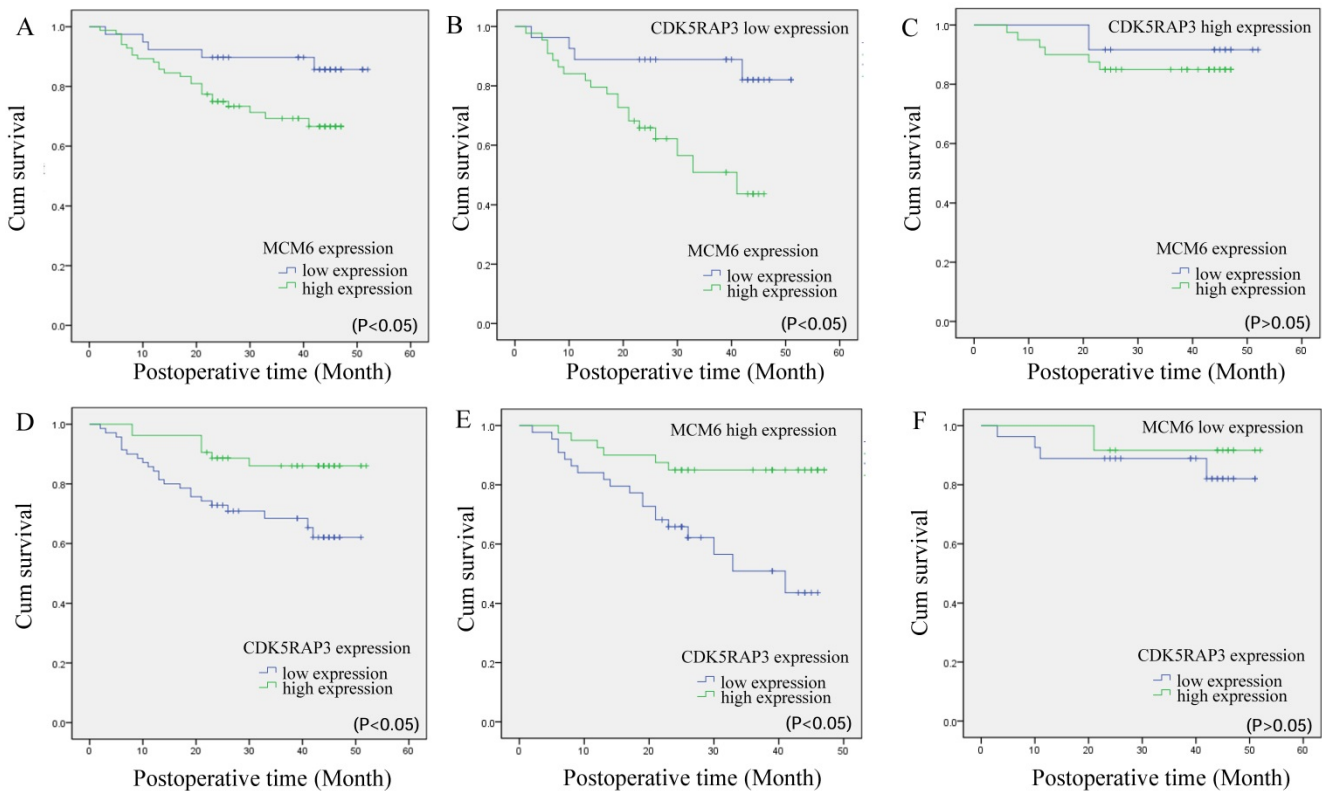 A
1.0
0.8
0.6
0.4
0.2
0.0
Cum survival
MCM6 expression
low expression
high expression
(P<0.05)
0 10 20 30 40 50 60
Postoperative time (Month)
B
CDK5RAP3 low expression
1.0
0.8
0.6
0.4
0.2
0.0
Cum survival
MCM6 expression
low expression
high expression
(P<0.05)
0 10 20 30 40 50 60
Postoperative time (Month)
C
CDK5RAP3 high expression
1.0
0.8
0.6
0.4
0.2
0.0
Cum survival
MCM6 expression
low expression
high expression
(P>0.05)
0 10 20 30 40 50 60
Postoperative time (Month)
D
1.0
0.8
0.6
0.4
0.2
0.0
Cum survival
CDK5RAP3 expression
low expression
high expression
(P<0.05)
0 10 20 30 40 50 60
Postoperative time (Month)
E
MCM6 high expression
1.0
0.8
0.6
0.4
0.2
0.0
Cum survival
CDK5RAP3 expression
low expression
high expression
(P<0.05)
0 10 20 30 40 50
Postoperative time (Month)
F
MCM6 low expression
1.0
0.8
0.6
0.4
0.2
0.0
Cum survival
CDK5RAP3 expression
low expression
high expression
(P>0.05)
0 10 20 30 40 50 60
Postoperative time (Month)